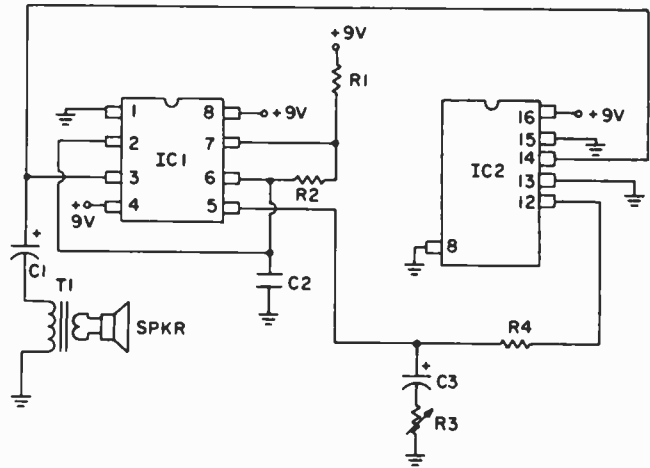 +9V
R1
1 8 +9V
2 7
IC1
3 6
R2
+9V 4 5
16 +9V
15
14
IC2
13
12
8
+
C1
T1
SPKR
C2
R4
+
C3
R3